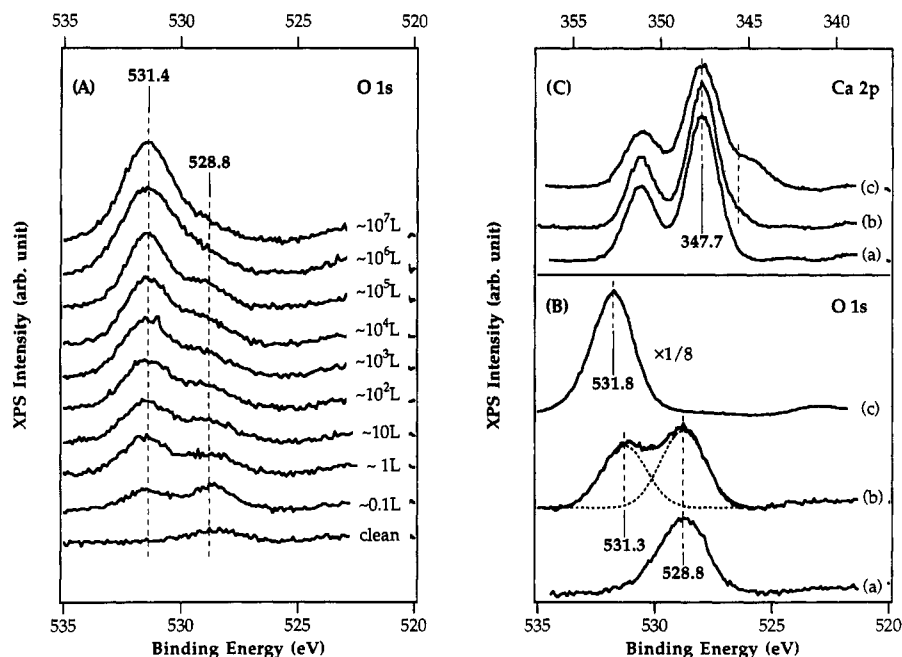 535 530 525 520
(A) O 1s
531.4
528.8
~10⁷L
~10⁶L
~10⁵L
~10⁴L
~10³L
~10²L
~10L
~ 1L
~0.1L
clean
535 530 525 520
Binding Energy (eV)
XPS Intensity (arb. unit)
355 350 345 340
(C) Ca 2p
(c)
(b)
347.7
(a)
(B) O 1s
×1/8
531.8
(c)
(b)
531.3
528.8
(a)
535 530 525 520
Binding Energy (eV)
XPS Intensity (arb. unit)